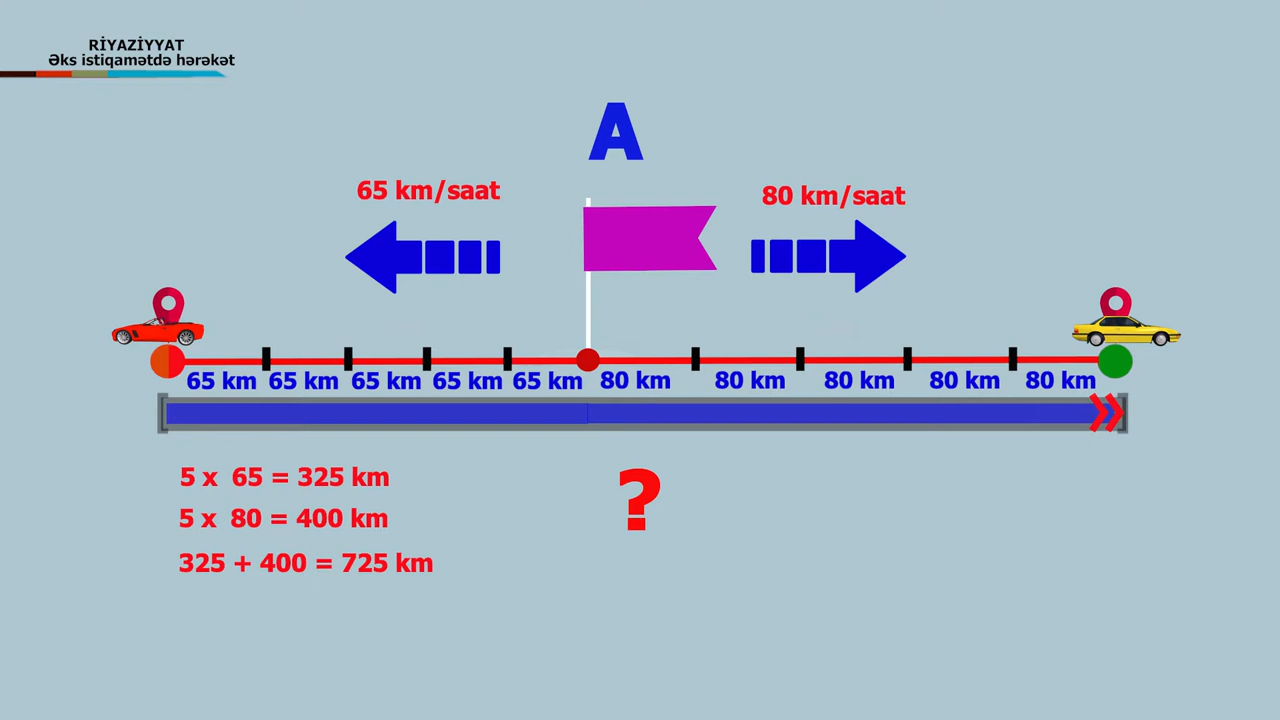 RİYAZİYYAT
Əks istiqamətdə hərəkət
A
65 km/saat
80 km/saat
65 km 65 km 65 km 65 km 65 km 80 km 80 km 80 km 80 km 80 km
5 x 65 = 325 km
?
5 x 80 = 400 km
325 + 400 = 725 km